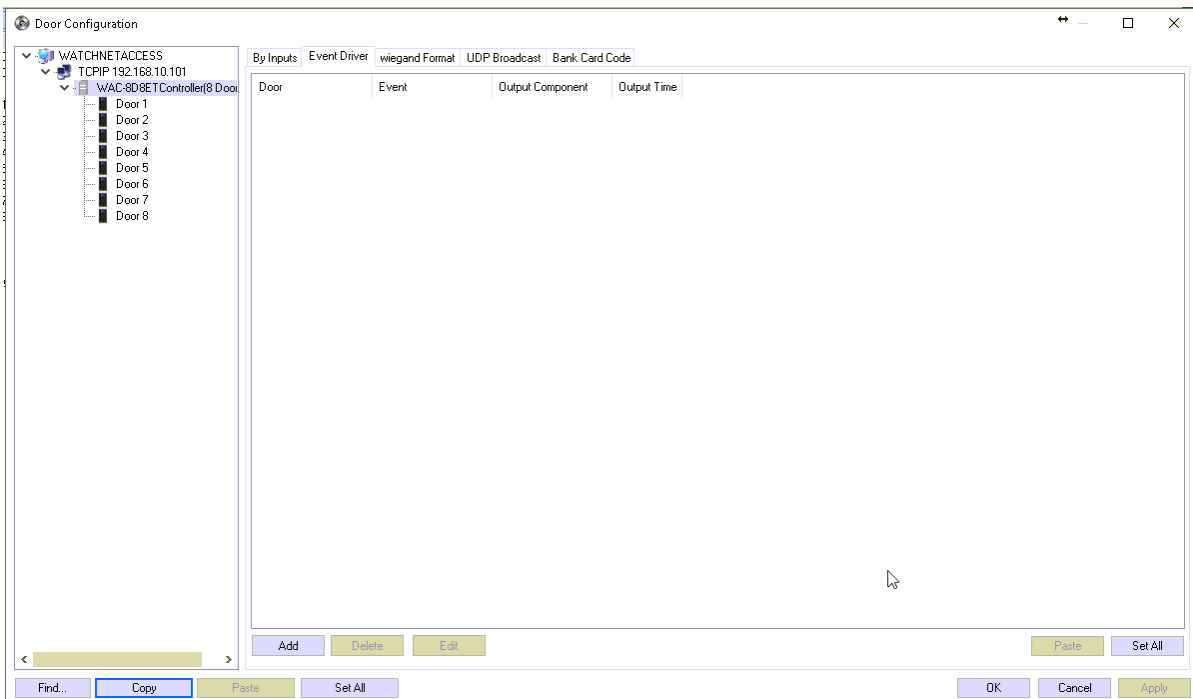 Door Configuration
WATCHNETACCESS
TCPIP 192.168.10.101
WAC-8D8ETController(8 Door
Door 1
Door 2
Door 3
Door 4
Door 5
Door 6
Door 7
Door 8
By Inputs Event Driver wiegand Format UDP Broadcast Bank Card Code
Door Event Output Component Output Time
Add Delete Edit Paste Set All
Find... Copy Paste Set All OK Cancel Apply